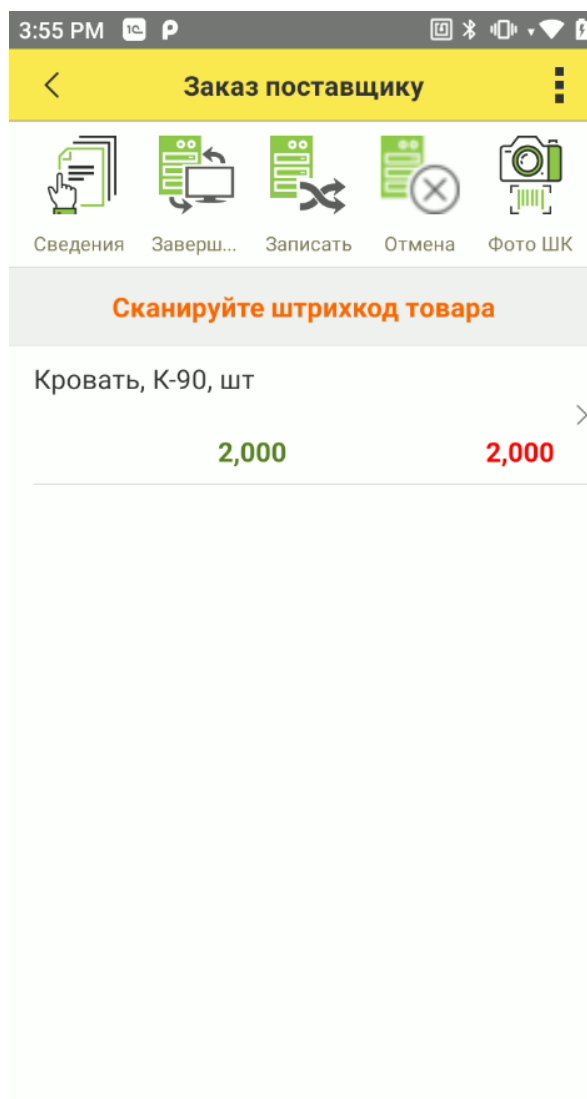 3:55 PM 1С P
Заказ поставщику
Сведения Заверш... Записать Отмена Фото ШК
Сканируйте штрихкод товара
Кровать, К-90, шт
2,000 2,000